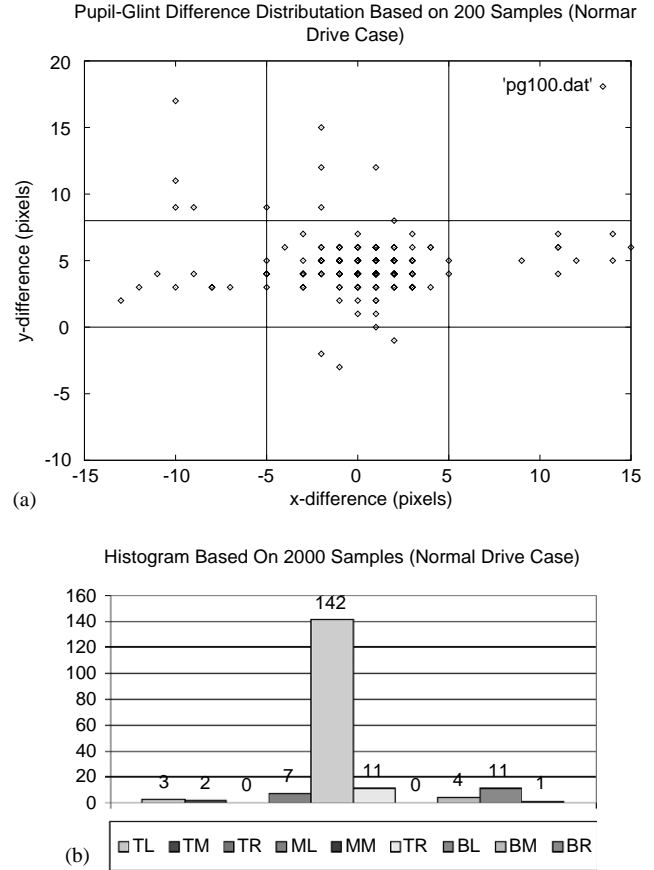 Pupil-Glint Difference Distributation Based on 200 Samples (Normar
Drive Case)
'pg100.dat'
20
15
10
5
0
-5
-10
y-difference (pixels)
-15 -10 -5 0 5 10 15
x-difference (pixels)
(a)
Histogram Based On 2000 Samples (Normal Drive Case)
160
140
120
100
80
60
40
20
0
3 2 0 7 142 11 0 4 11 1
TL TM TR ML MM TR BL BM BR
(b)